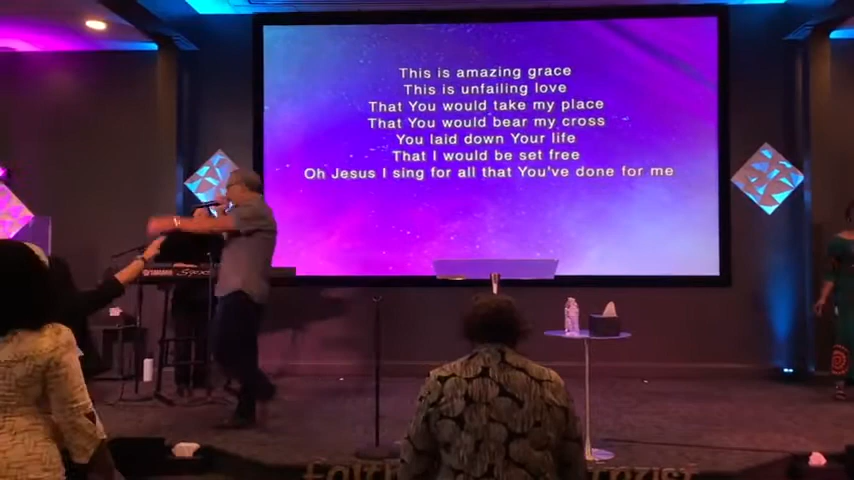 This is amazing grace
This is unfailing love
That You would take my place
That You would bear my cross
You laid down Your life
That I would be set free
Oh Jesus I sing for all that You've done for me
YAMAHA